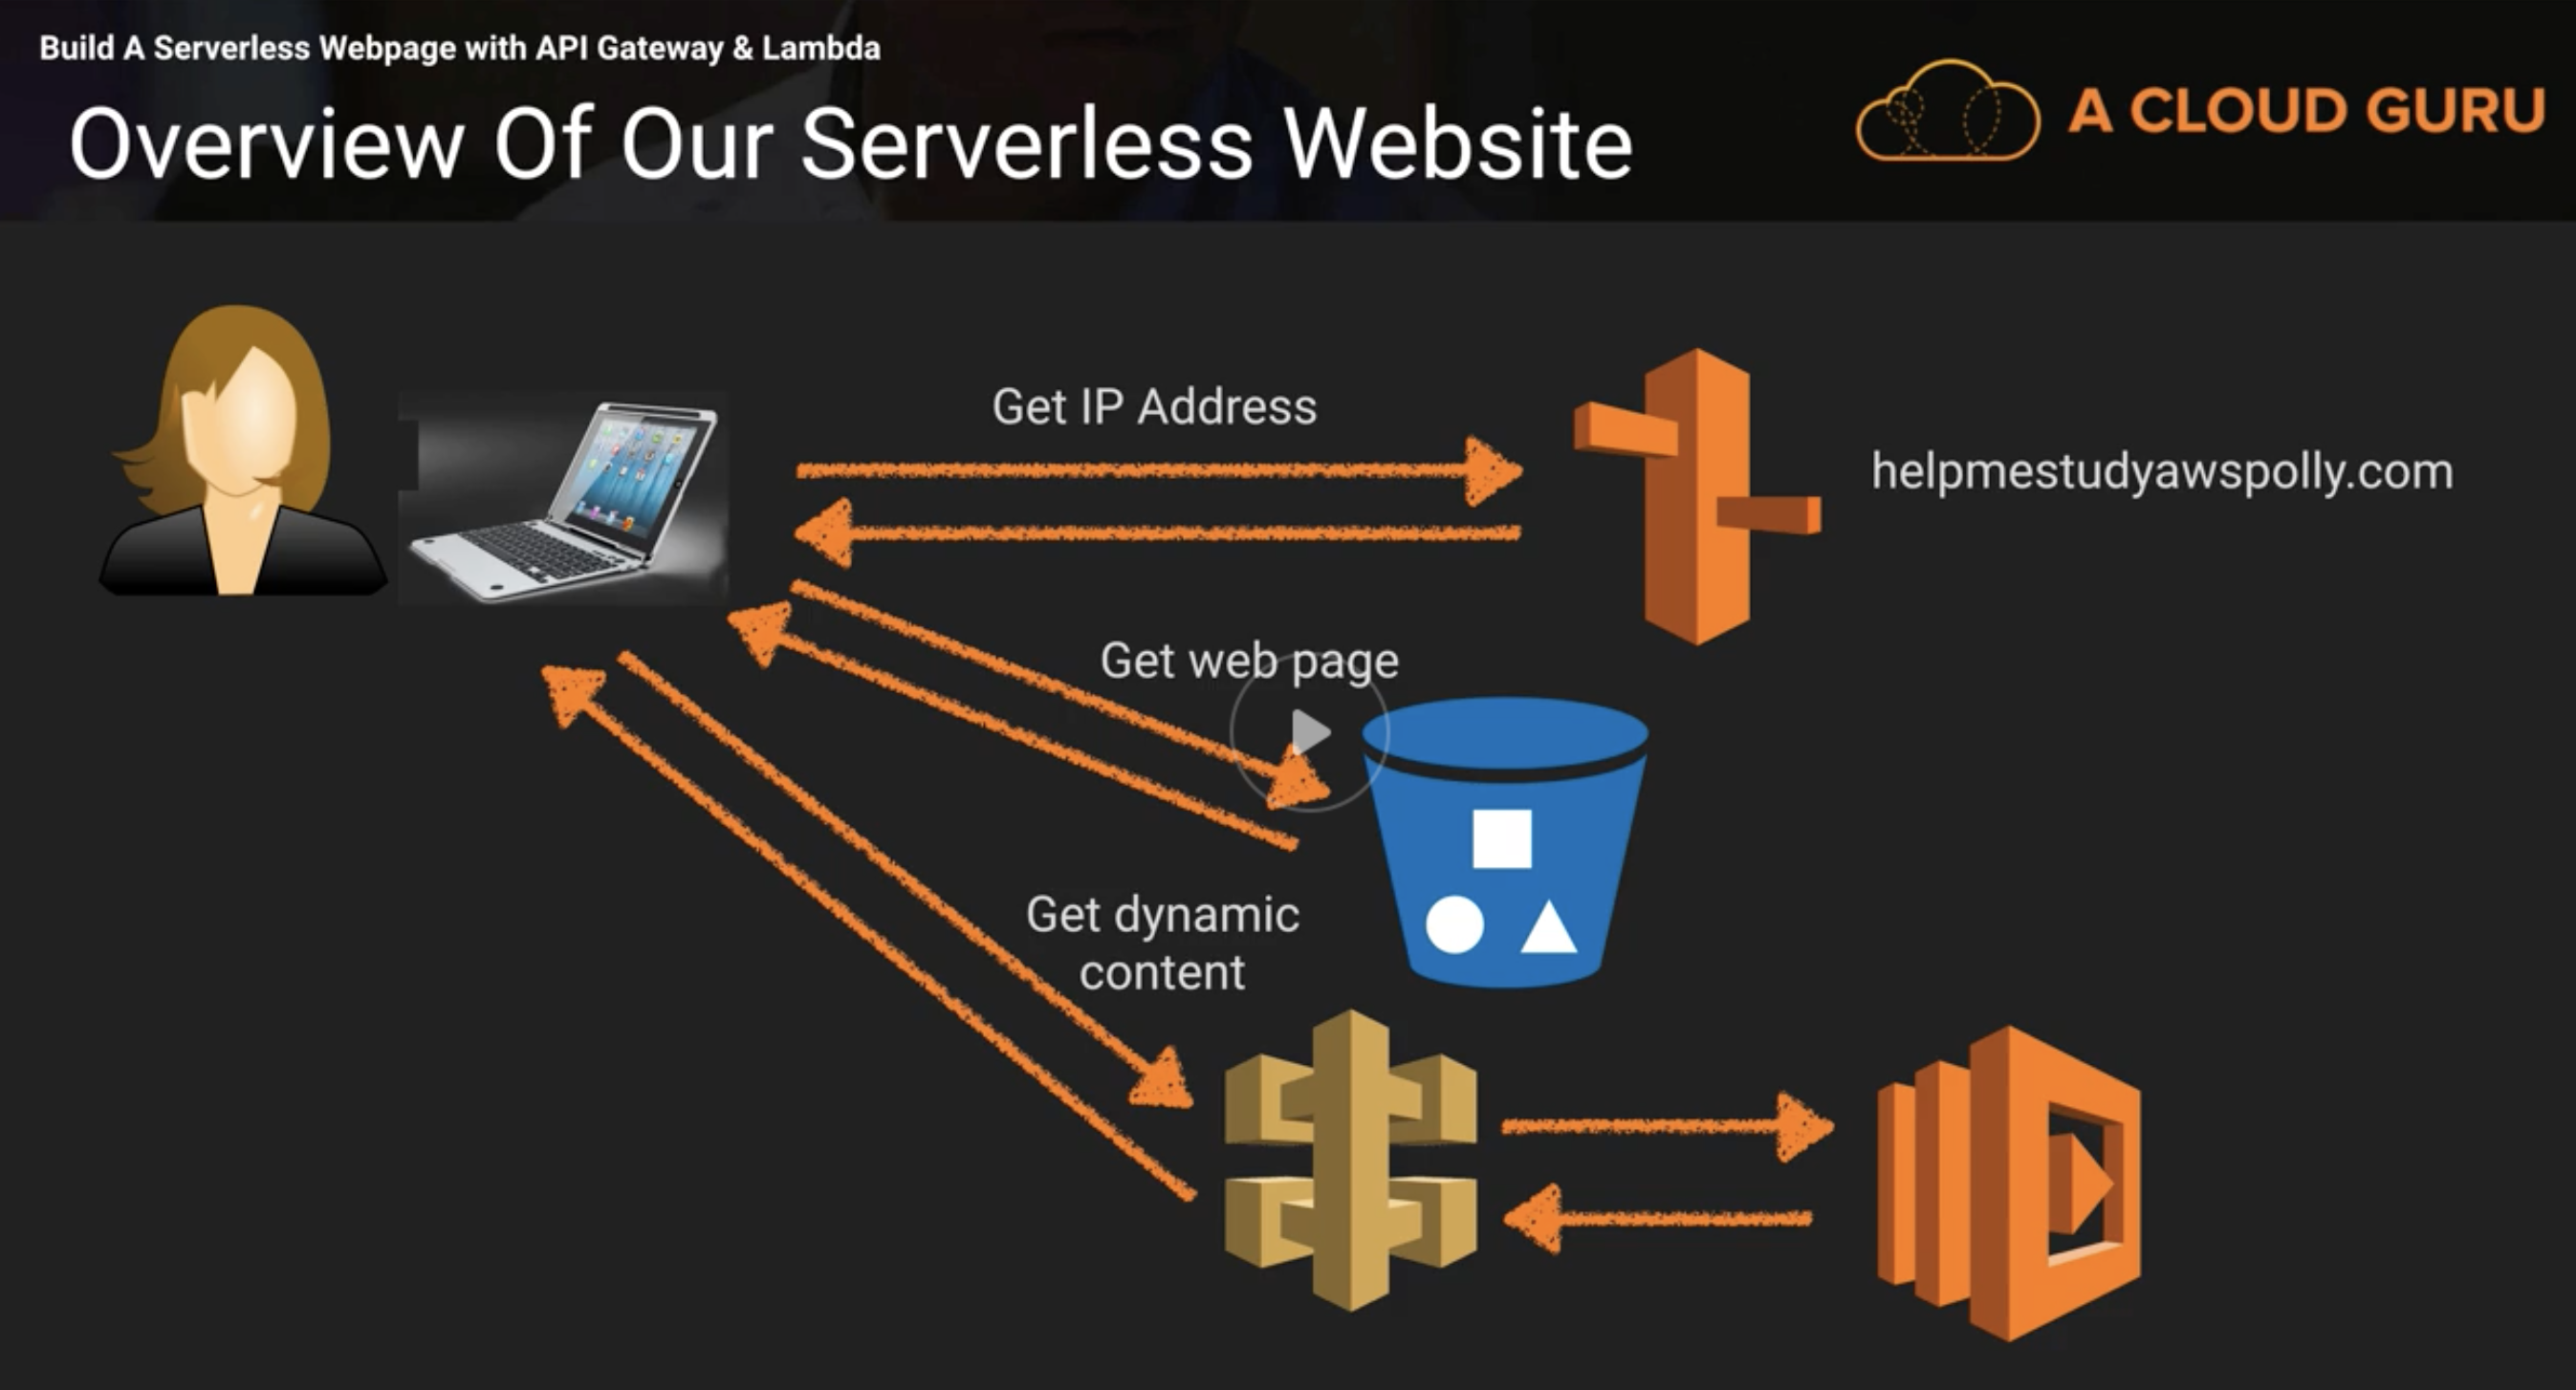 Build A Serverless Webpage with API Gateway & Lambda
Overview Of Our Serverless Website
A CLOUD GURU
Get IP Address
helpmestudyawspolly.com
Get web page
Get dynamic
content